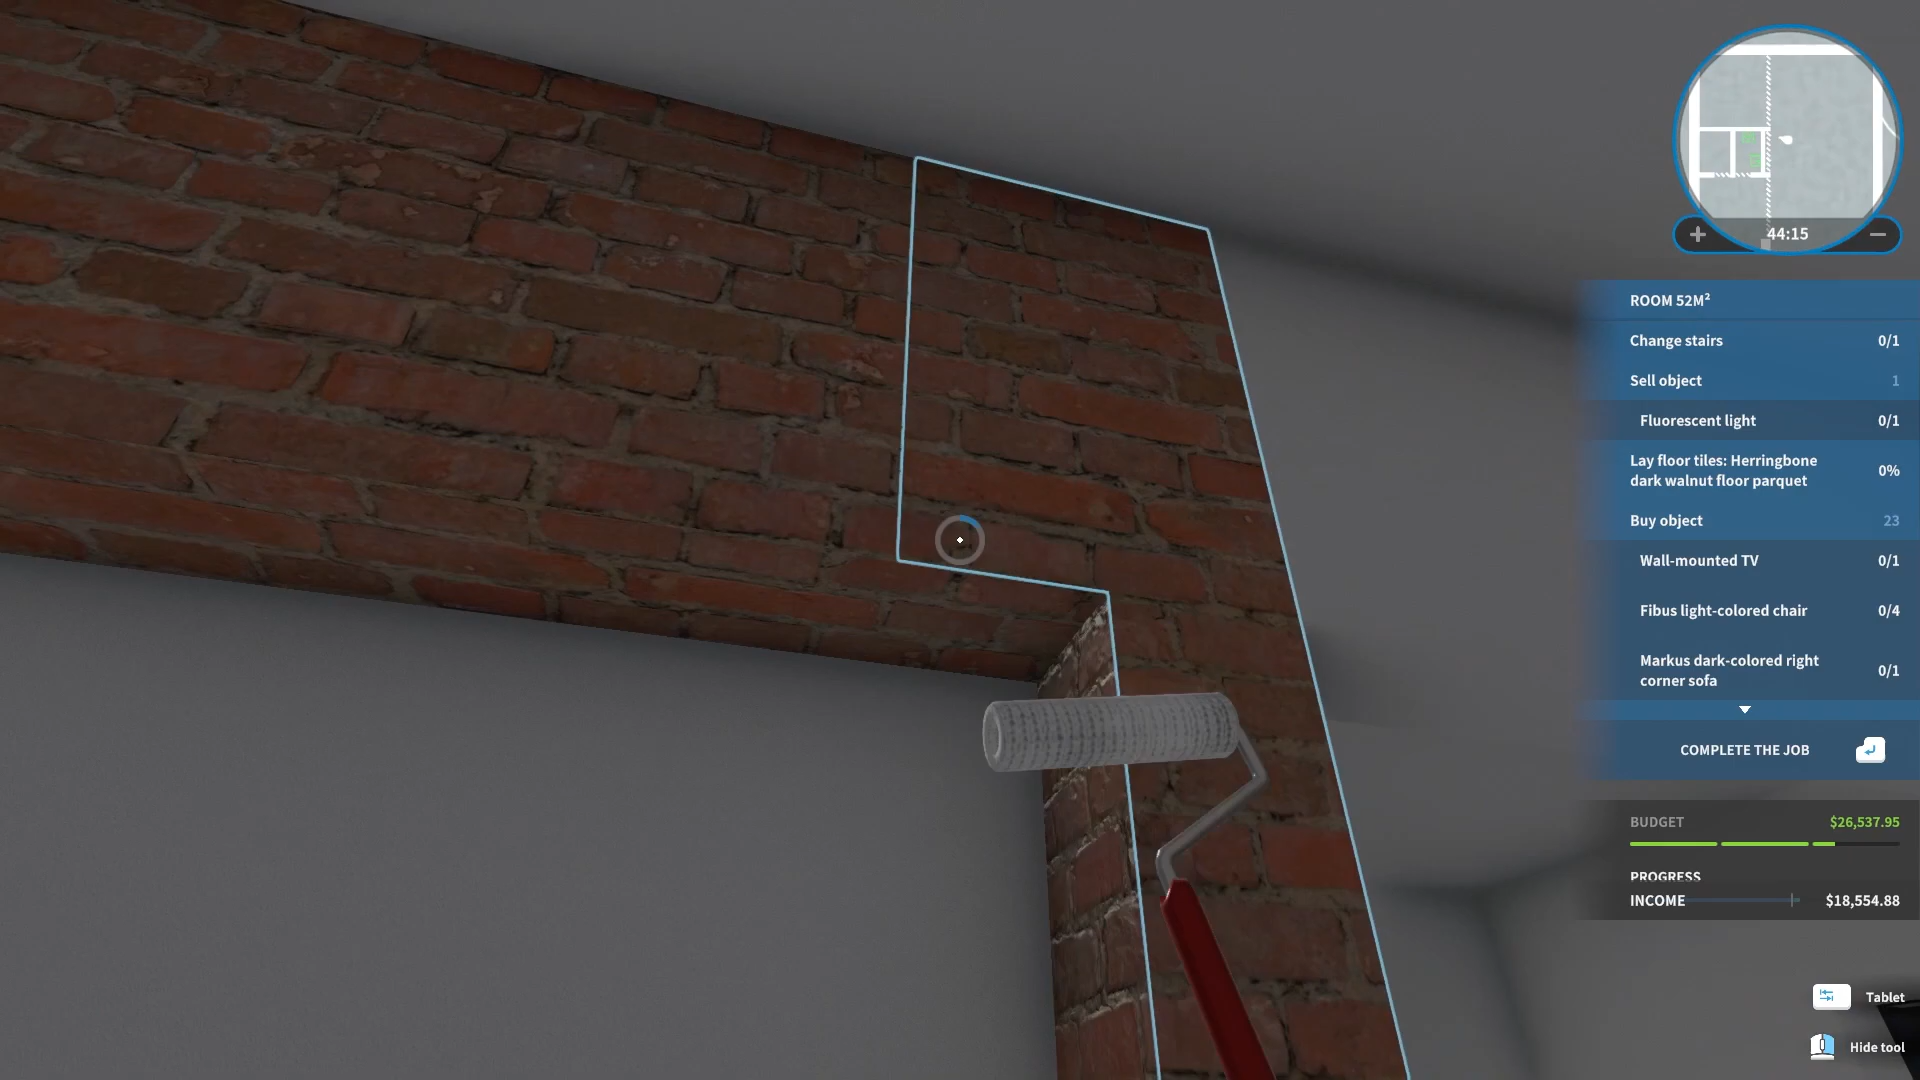 44:15
ROOM 52M²
Change stairs 0/1
Sell object 1
Fluorescent light 0/1
Lay floor tiles: Herringbone
dark walnut floor parquet 0%
Buy object 23
Wall-mounted TV 0/1
Fibus light-colored chair 0/4
Markus dark-colored right
corner sofa 0/1
COMPLETE THE JOB
BUDGET $26,537.95
PROGRESS
INCOME $18,554.88
Tablet
Hide tool